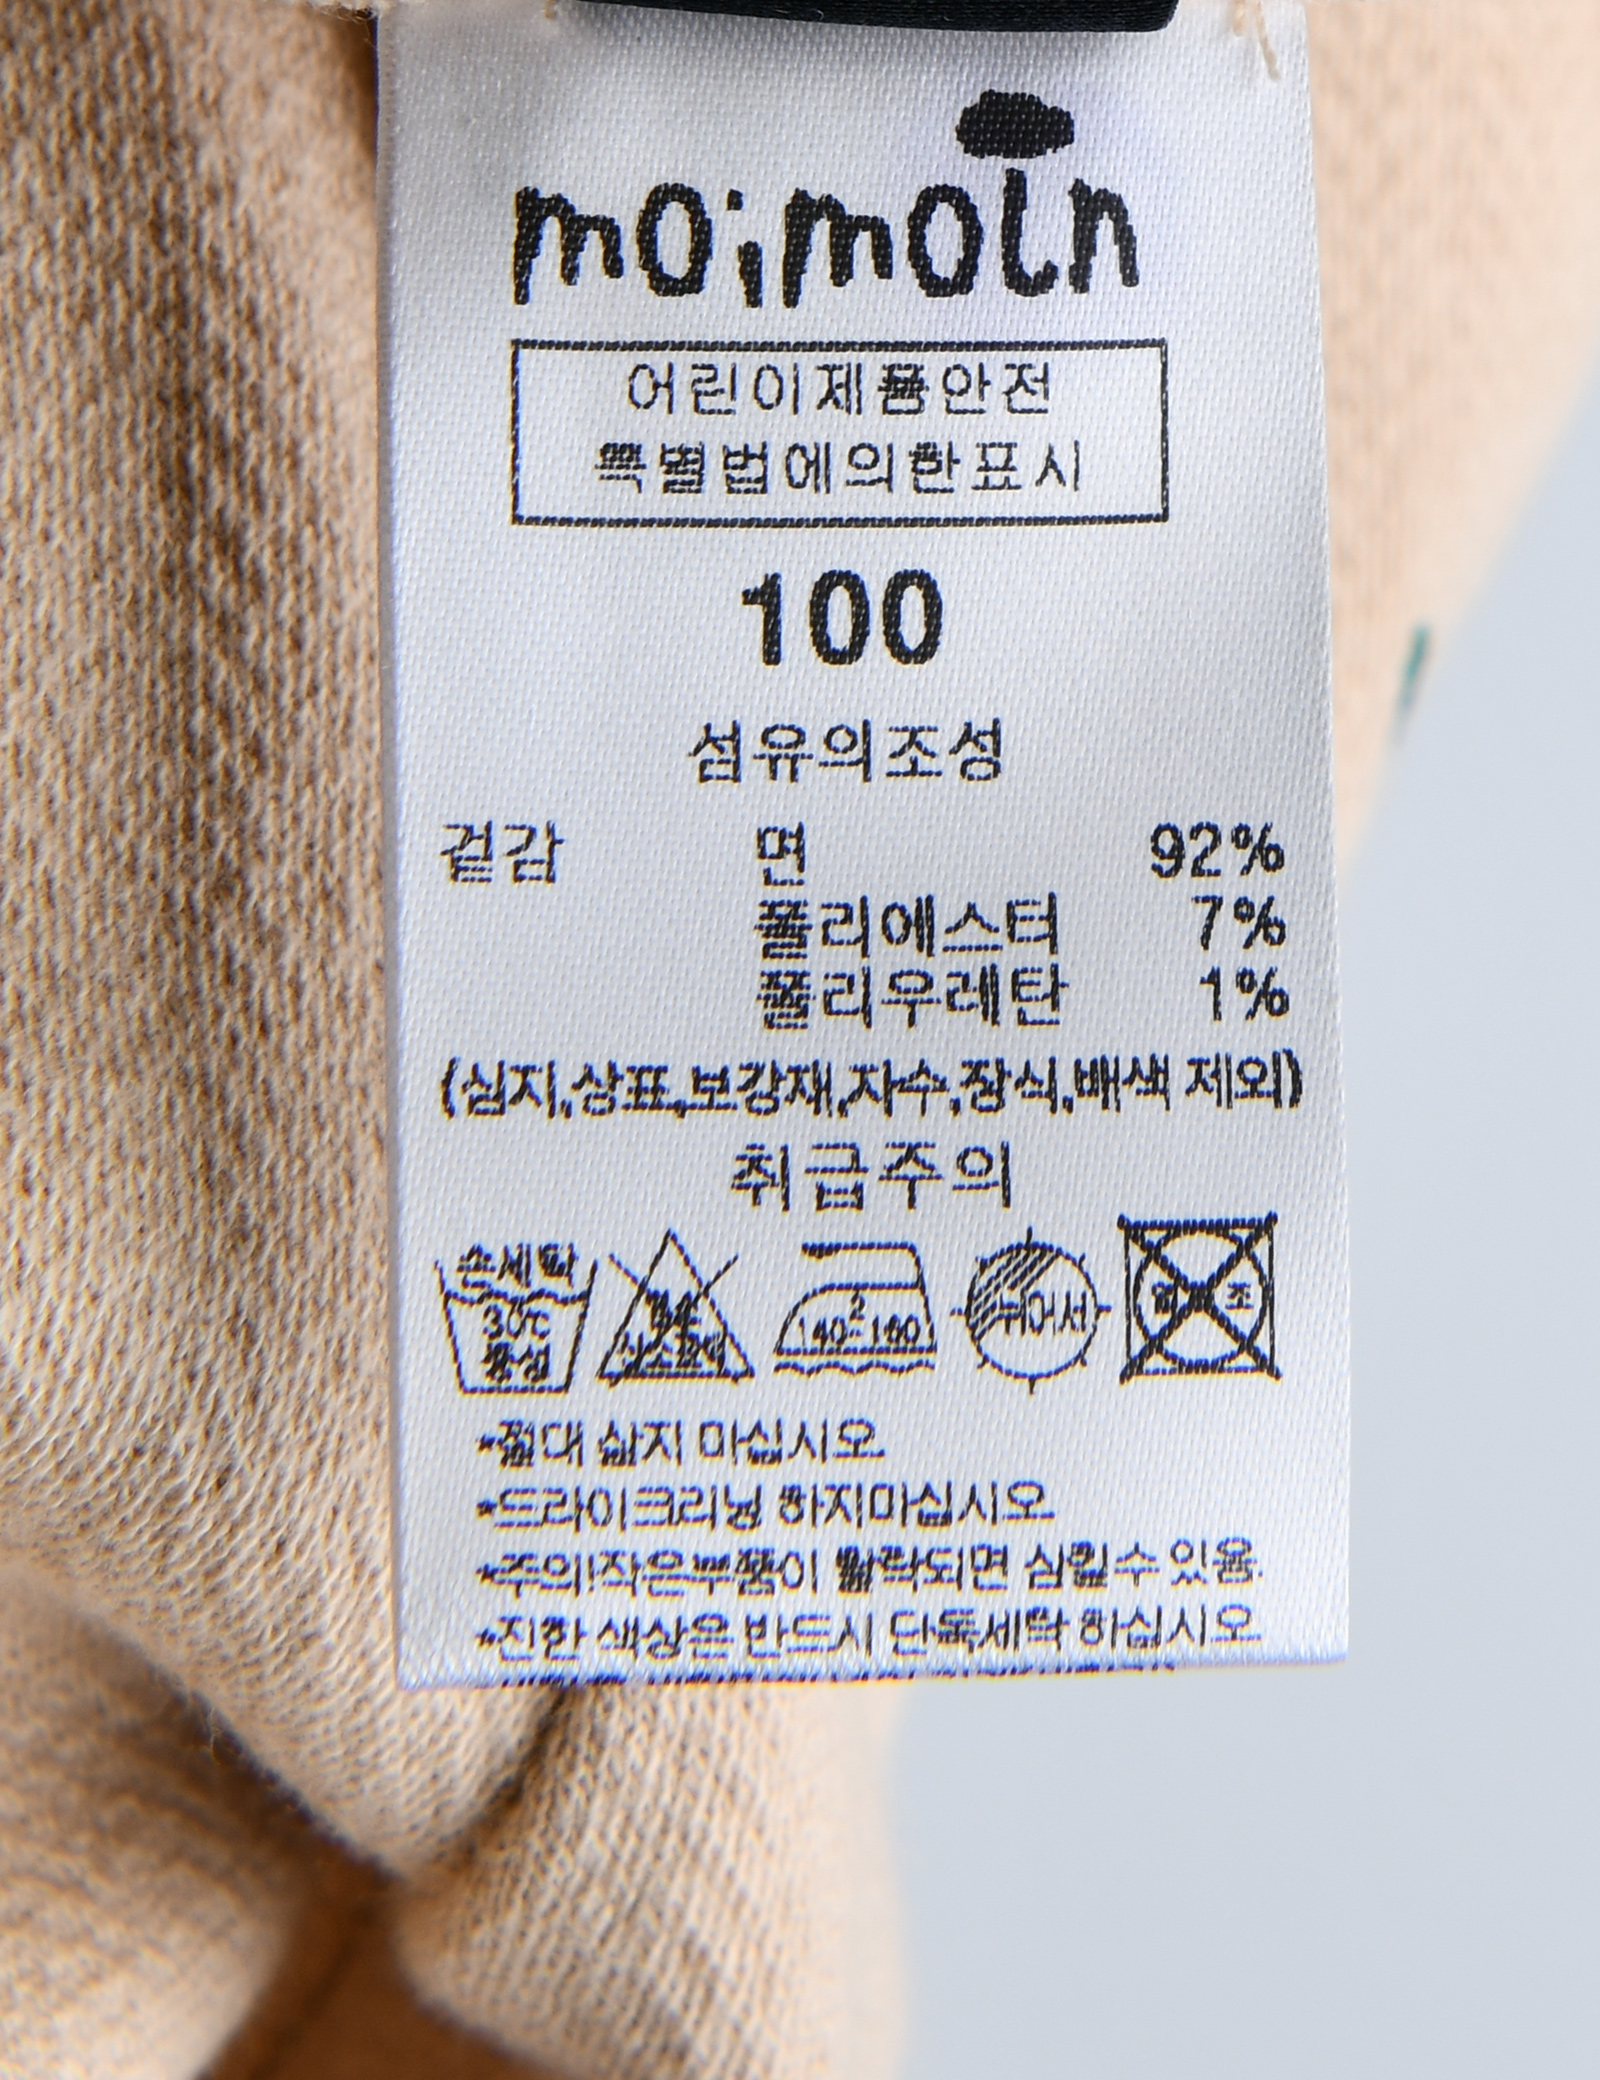 moimoln
어린이제품안전
특별법에의한표시
100
섬유의조성
겉감 면 92%
폴리에스터 7%
폴리우레탄 1%
(심지,상표,보강재,자수,장식,배색 제외)
취급주의
손세탁
30℃
중성
2
140~160
뉘어서
*절대 삶지 마십시오.
*드라이크리닝 하지마십시오.
*주의!작은부품이 탈락되면 삼킬수 있음.
*진한 색상은 반드시 단독세탁 하십시오.